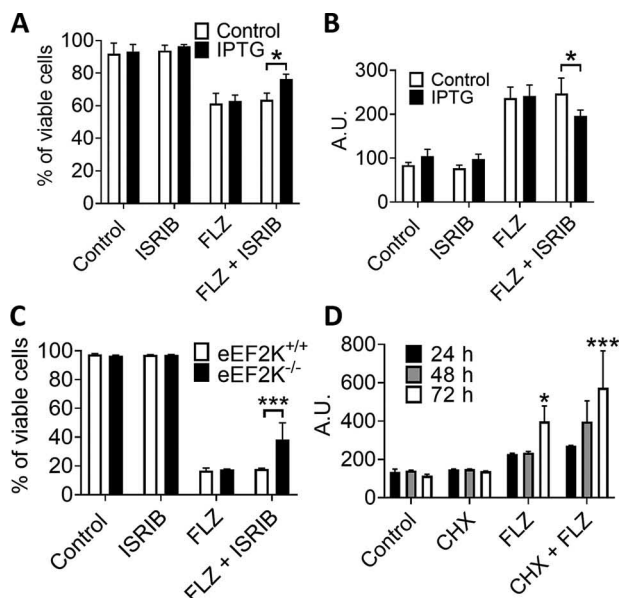 A
% of viable cells
100
80
60
40
20
0
Control
IPTG
*
Control
ISRIB
FLZ
FLZ + ISRIB
B
A.U.
300
200
100
0
Control
IPTG
*
Control
ISRIB
FLZ
FLZ + ISRIB
C
% of viable cells
100
80
60
40
20
0
eEF2K+/+
eEF2K-/-
***
Control
ISRIB
FLZ
FLZ + ISRIB
D
A.U.
800
600
400
200
0
24 h
48 h
72 h
*
***
Control
CHX
FLZ
CHX + FLZ